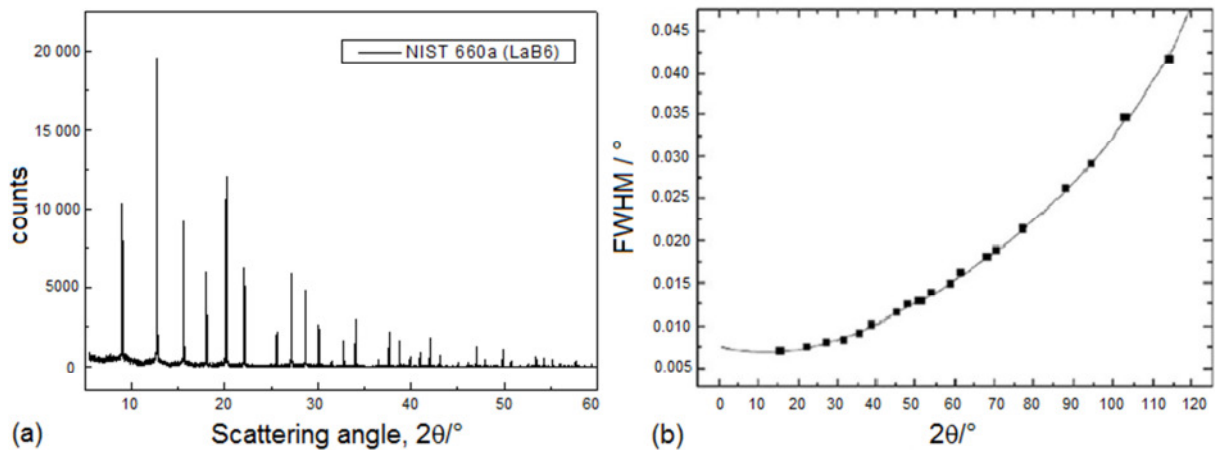 NIST 660a (LaB6)
20 000
15 000
10 000
5000
0
counts
10 20 30 40 50 60
(a) Scattering angle, 2θ/°
0.045
0.040
0.035
0.030
0.025
0.020
0.015
0.010
0.005
FWHM / °
0 10 20 30 40 50 60 70 80 90 100 110 120
(b) 2θ/°